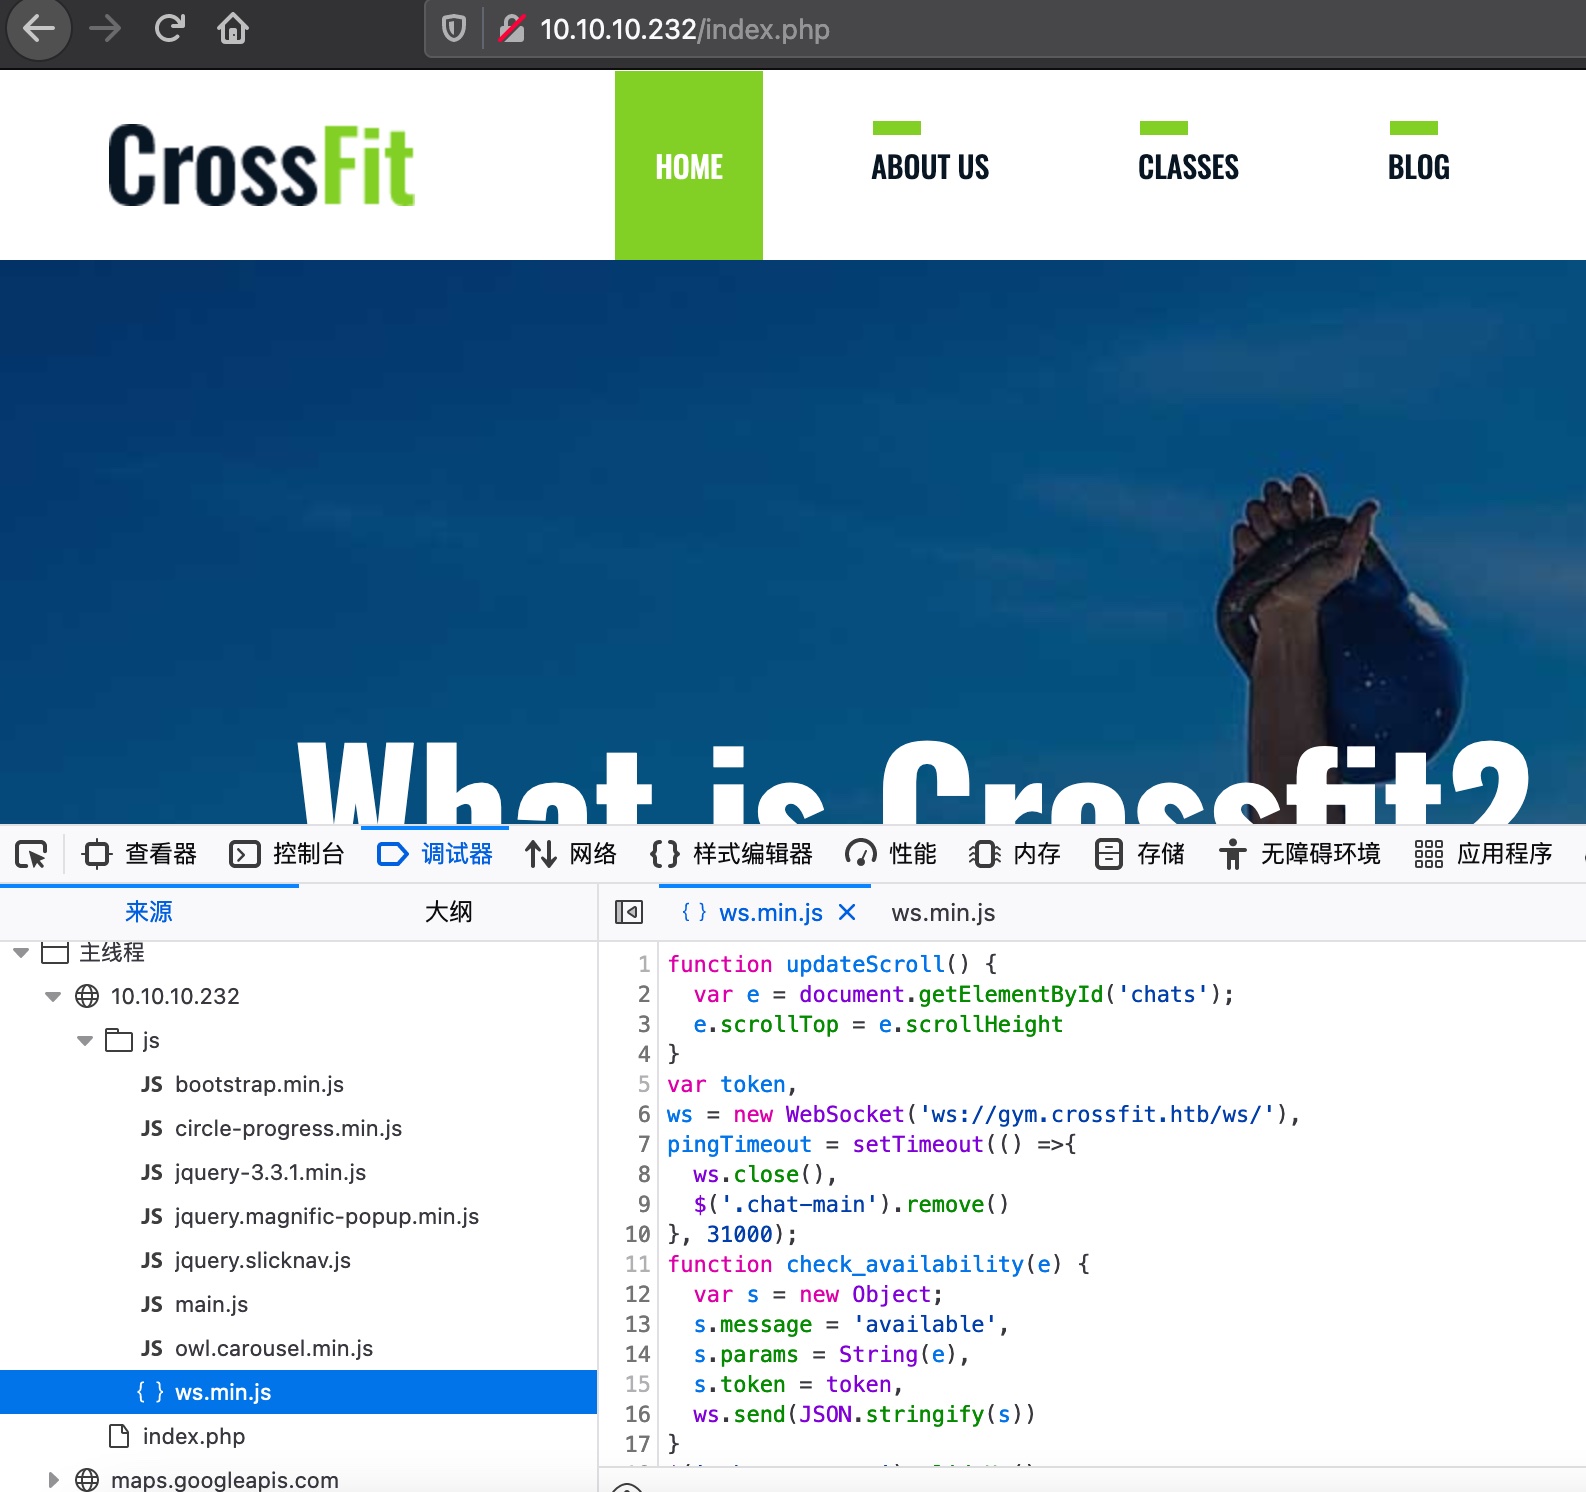 10.10.10.232/index.php
CrossFit
HOME
ABOUT US
CLASSES
BLOG
What is Crossfit?
查看器
控制台
调试器
网络
样式编辑器
性能
内存
存储
无障碍环境
应用程序
来源
大纲
主线程
10.10.10.232
js
JS bootstrap.min.js
JS circle-progress.min.js
JS jquery-3.3.1.min.js
JS jquery.magnific-popup.min.js
JS jquery.slicknav.js
JS main.js
JS owl.carousel.min.js
{ } ws.min.js
index.php
maps.googleapis.com
{ } ws.min.js
ws.min.js
1 function updateScroll() {
2 var e = document.getElementById('chats');
3 e.scrollTop = e.scrollHeight
4 }
5 var token,
6 ws = new WebSocket('ws://gym.crossfit.htb/ws/'),
7 pingTimeout = setTimeout(() =>{
8 ws.close(),
9 $('.chat-main').remove()
10 }, 31000);
11 function check_availability(e) {
12 var s = new Object;
13 s.message = 'available',
14 s.params = String(e),
15 s.token = token,
16 ws.send(JSON.stringify(s))
17 }